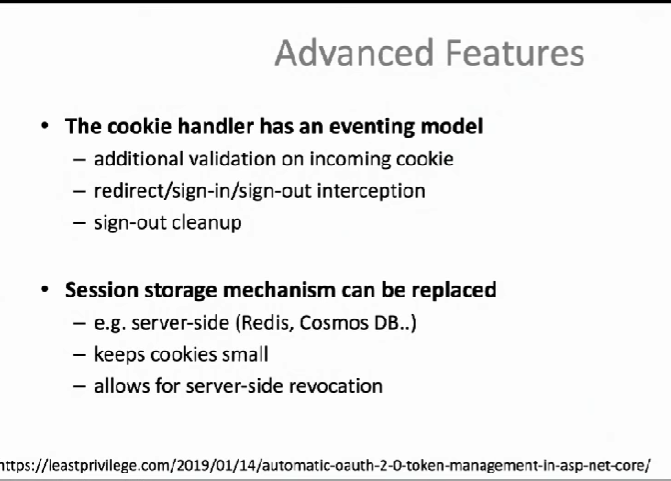 Advanced Features
• The cookie handler has an eventing model
– additional validation on incoming cookie
– redirect/sign-in/sign-out interception
– sign-out cleanup
• Session storage mechanism can be replaced
– e.g. server-side (Redis, Cosmos DB..)
– keeps cookies small
– allows for server-side revocation
https://leastprivilege.com/2019/01/14/automatic-oauth-2-0-token-management-in-asp-net-core/